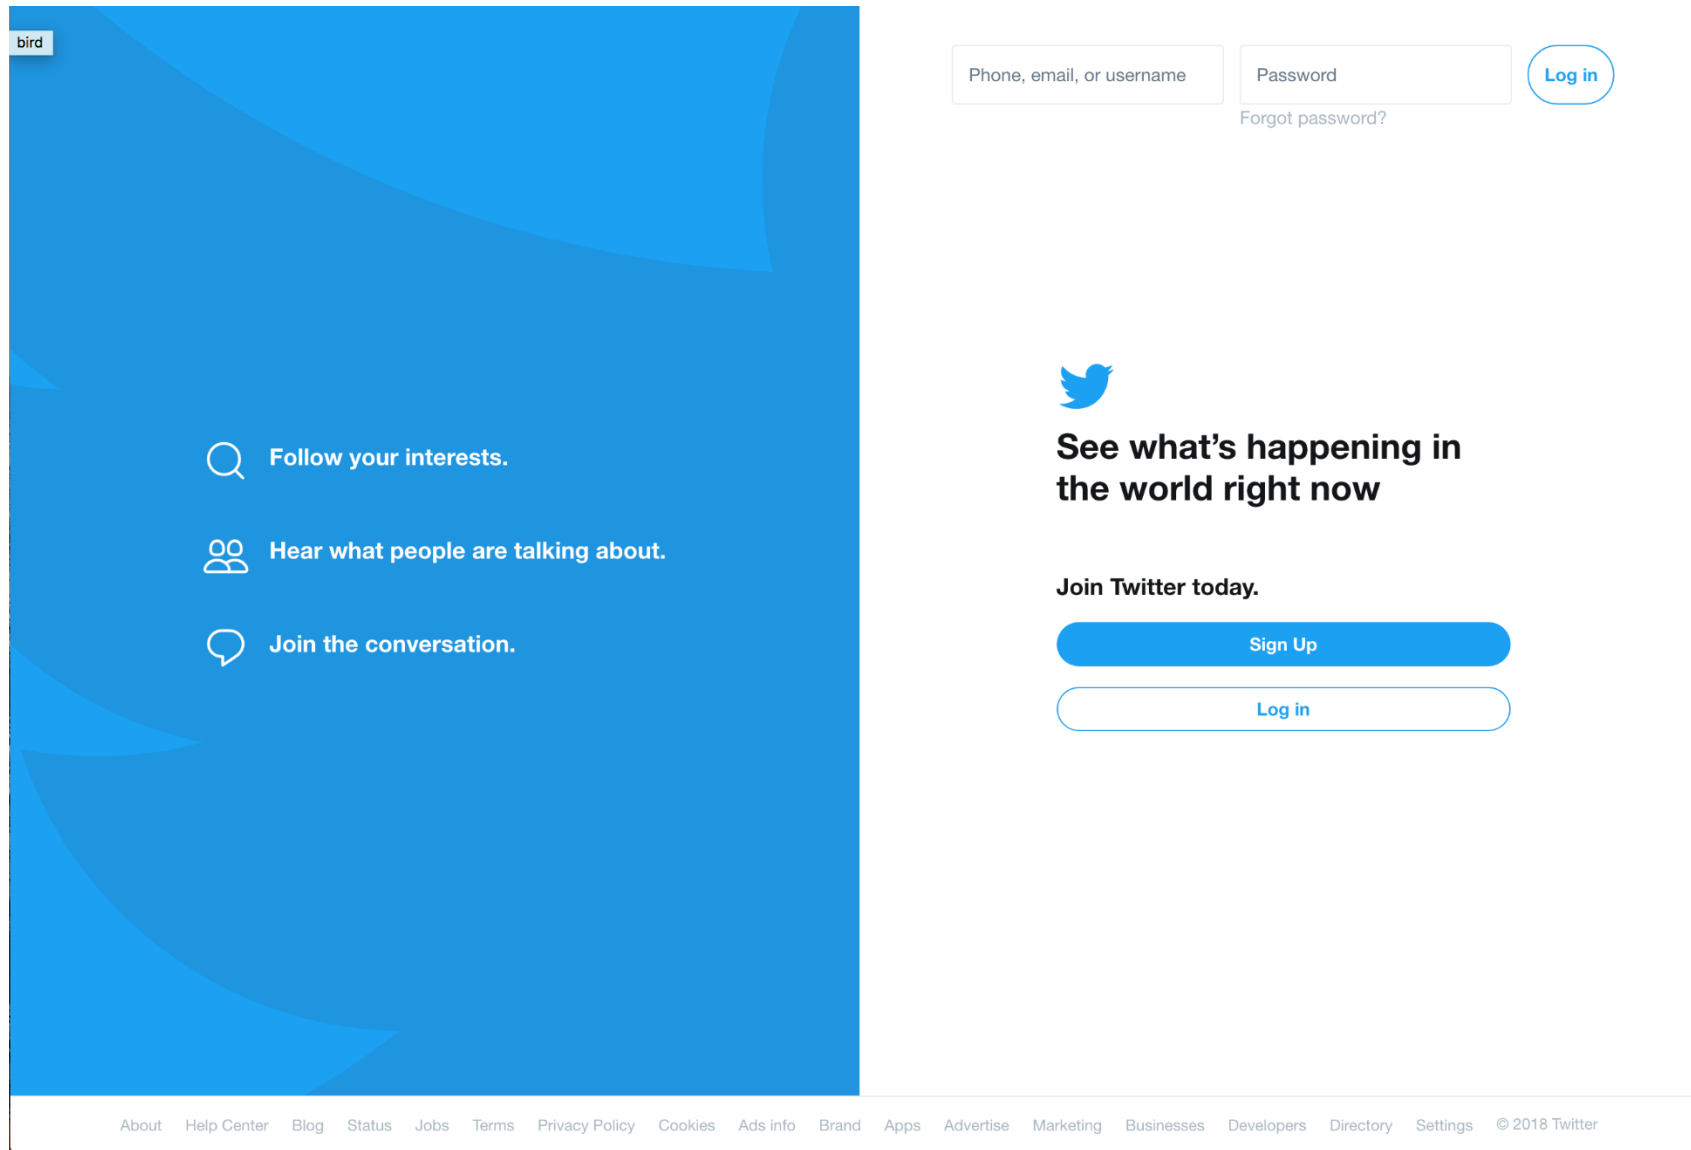 bird
Phone, email, or username
Password
Log in
Forgot password?
Follow your interests.
Hear what people are talking about.
Join the conversation.
See what’s happening in
the world right now
Join Twitter today.
Sign Up
Log in
About Help Center Blog Status Jobs Terms Privacy Policy Cookies Ads info Brand Apps Advertise Marketing Businesses Developers Directory Settings © 2018 Twitter